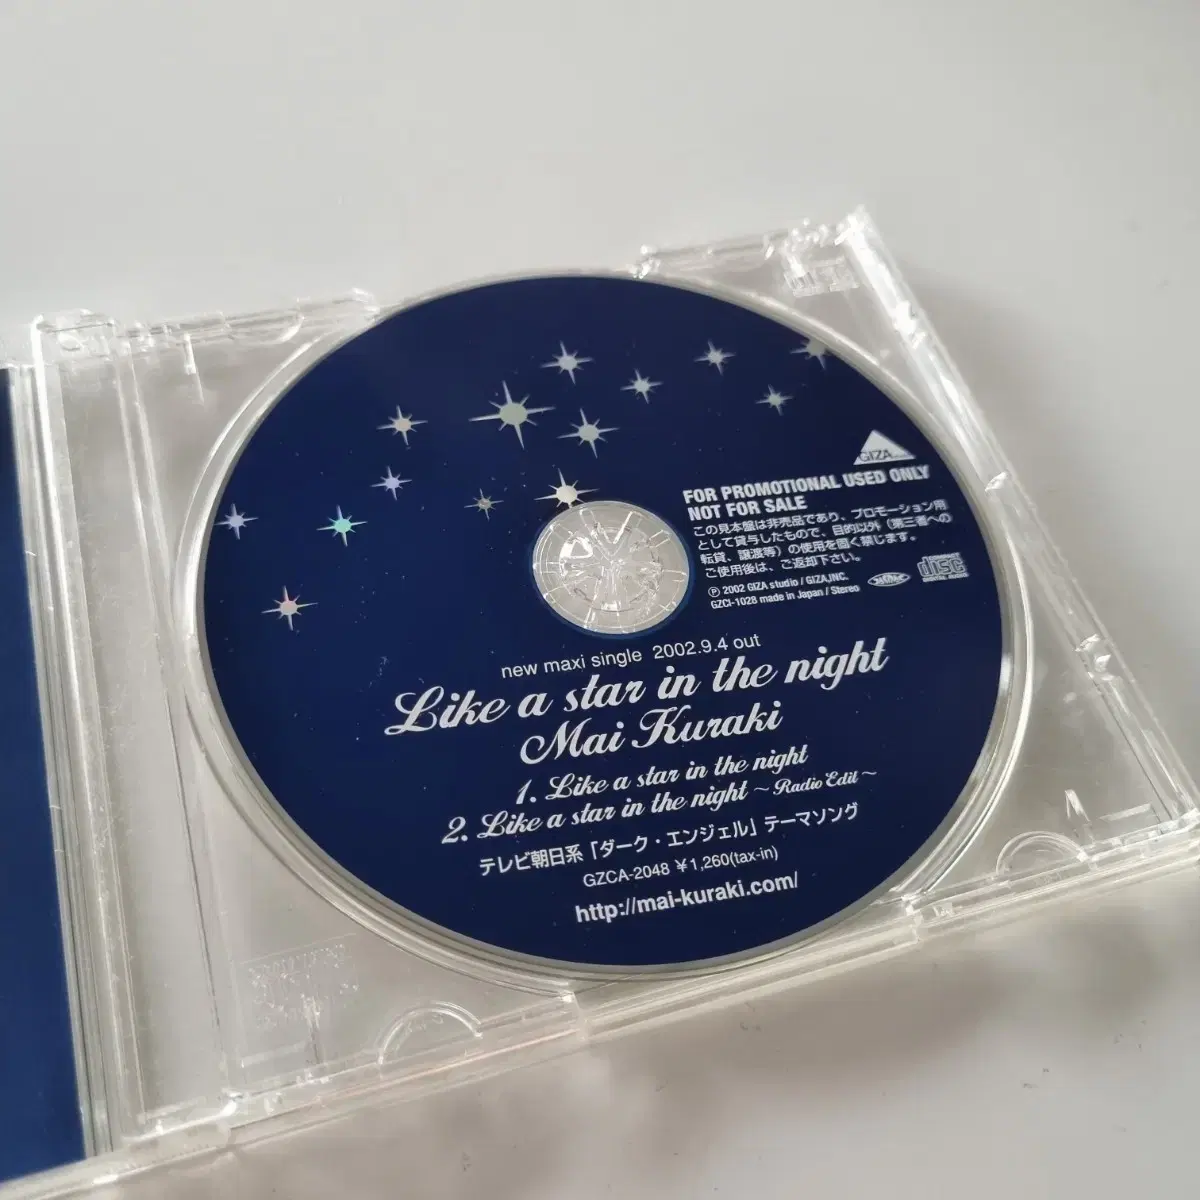 GIZA
FOR PROMOTIONAL USED ONLY
NOT FOR SALE
この見本盤は非売品であり、プロモーション用
として貸与したもので、目的以外（第三者への
転貸、譲渡等）の使用を固く禁じます。
ご使用後は、ご返却下さい。
Ⓟ 2002 GIZA studio / GIZA,INC.
GZCI-1028 made in Japan / Stereo
COMPACT
disc
DIGITAL AUDIO
new maxi single 2002.9.4 out
Like a star in the night
Mai Kuraki
1. Like a star in the night
2. Like a star in the night ~ Radio Edit ~
テレビ朝日系「ダーク・エンジェル」テーマソング
GZCA-2048 ¥1,260(tax-in)
http://mai-kuraki.com/